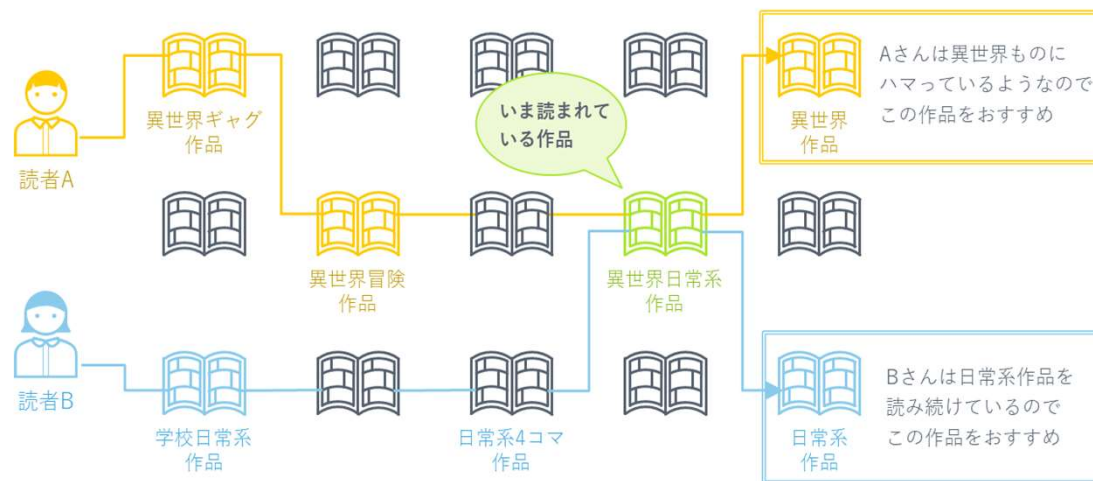 読者A
異世界ギャグ
作品
いま読まれて
いる作品
異世界
作品
Aさんは異世界ものに
ハマっているようなので
この作品をおすすめ
異世界冒険
作品
異世界日常系
作品
読者B
学校日常系
作品
日常系4コマ
作品
日常系
作品
Bさんは日常系作品を
読み続けているので
この作品をおすすめ